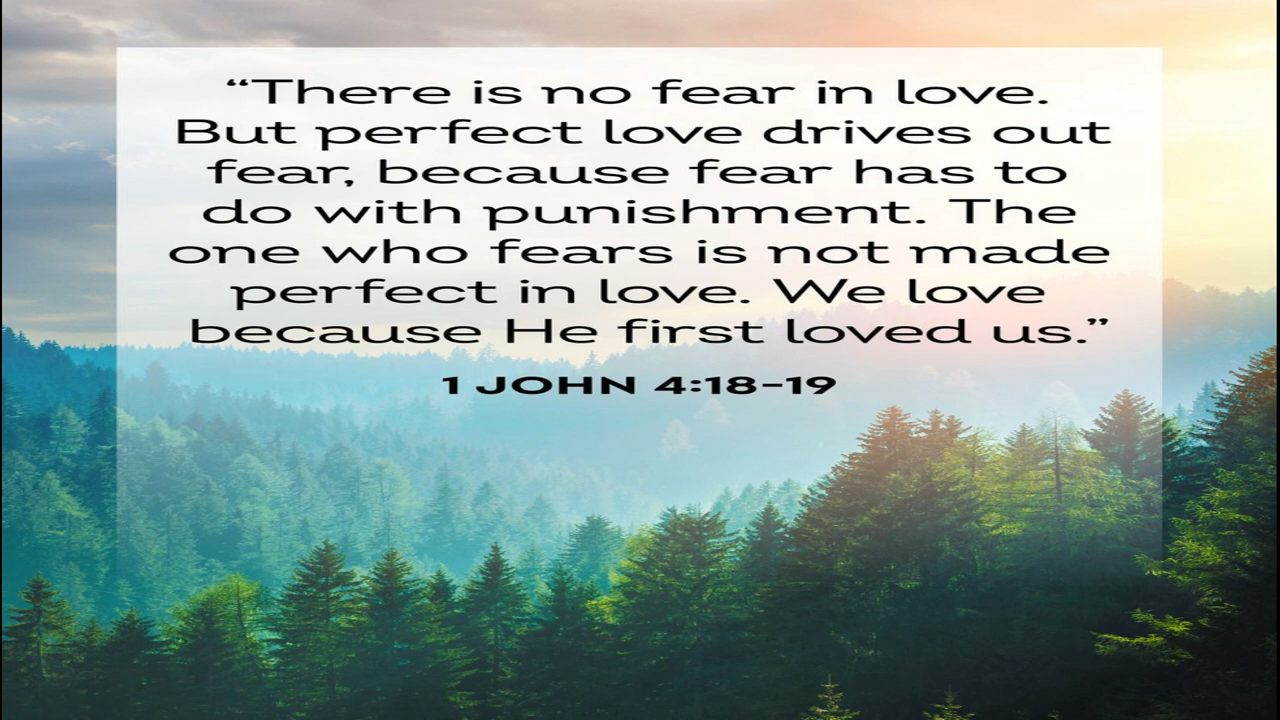 “There is no fear in love.
But perfect love drives out
fear, because fear has to
do with punishment. The
one who fears is not made
perfect in love. We love
because He first loved us.”
1 JOHN 4:18-19